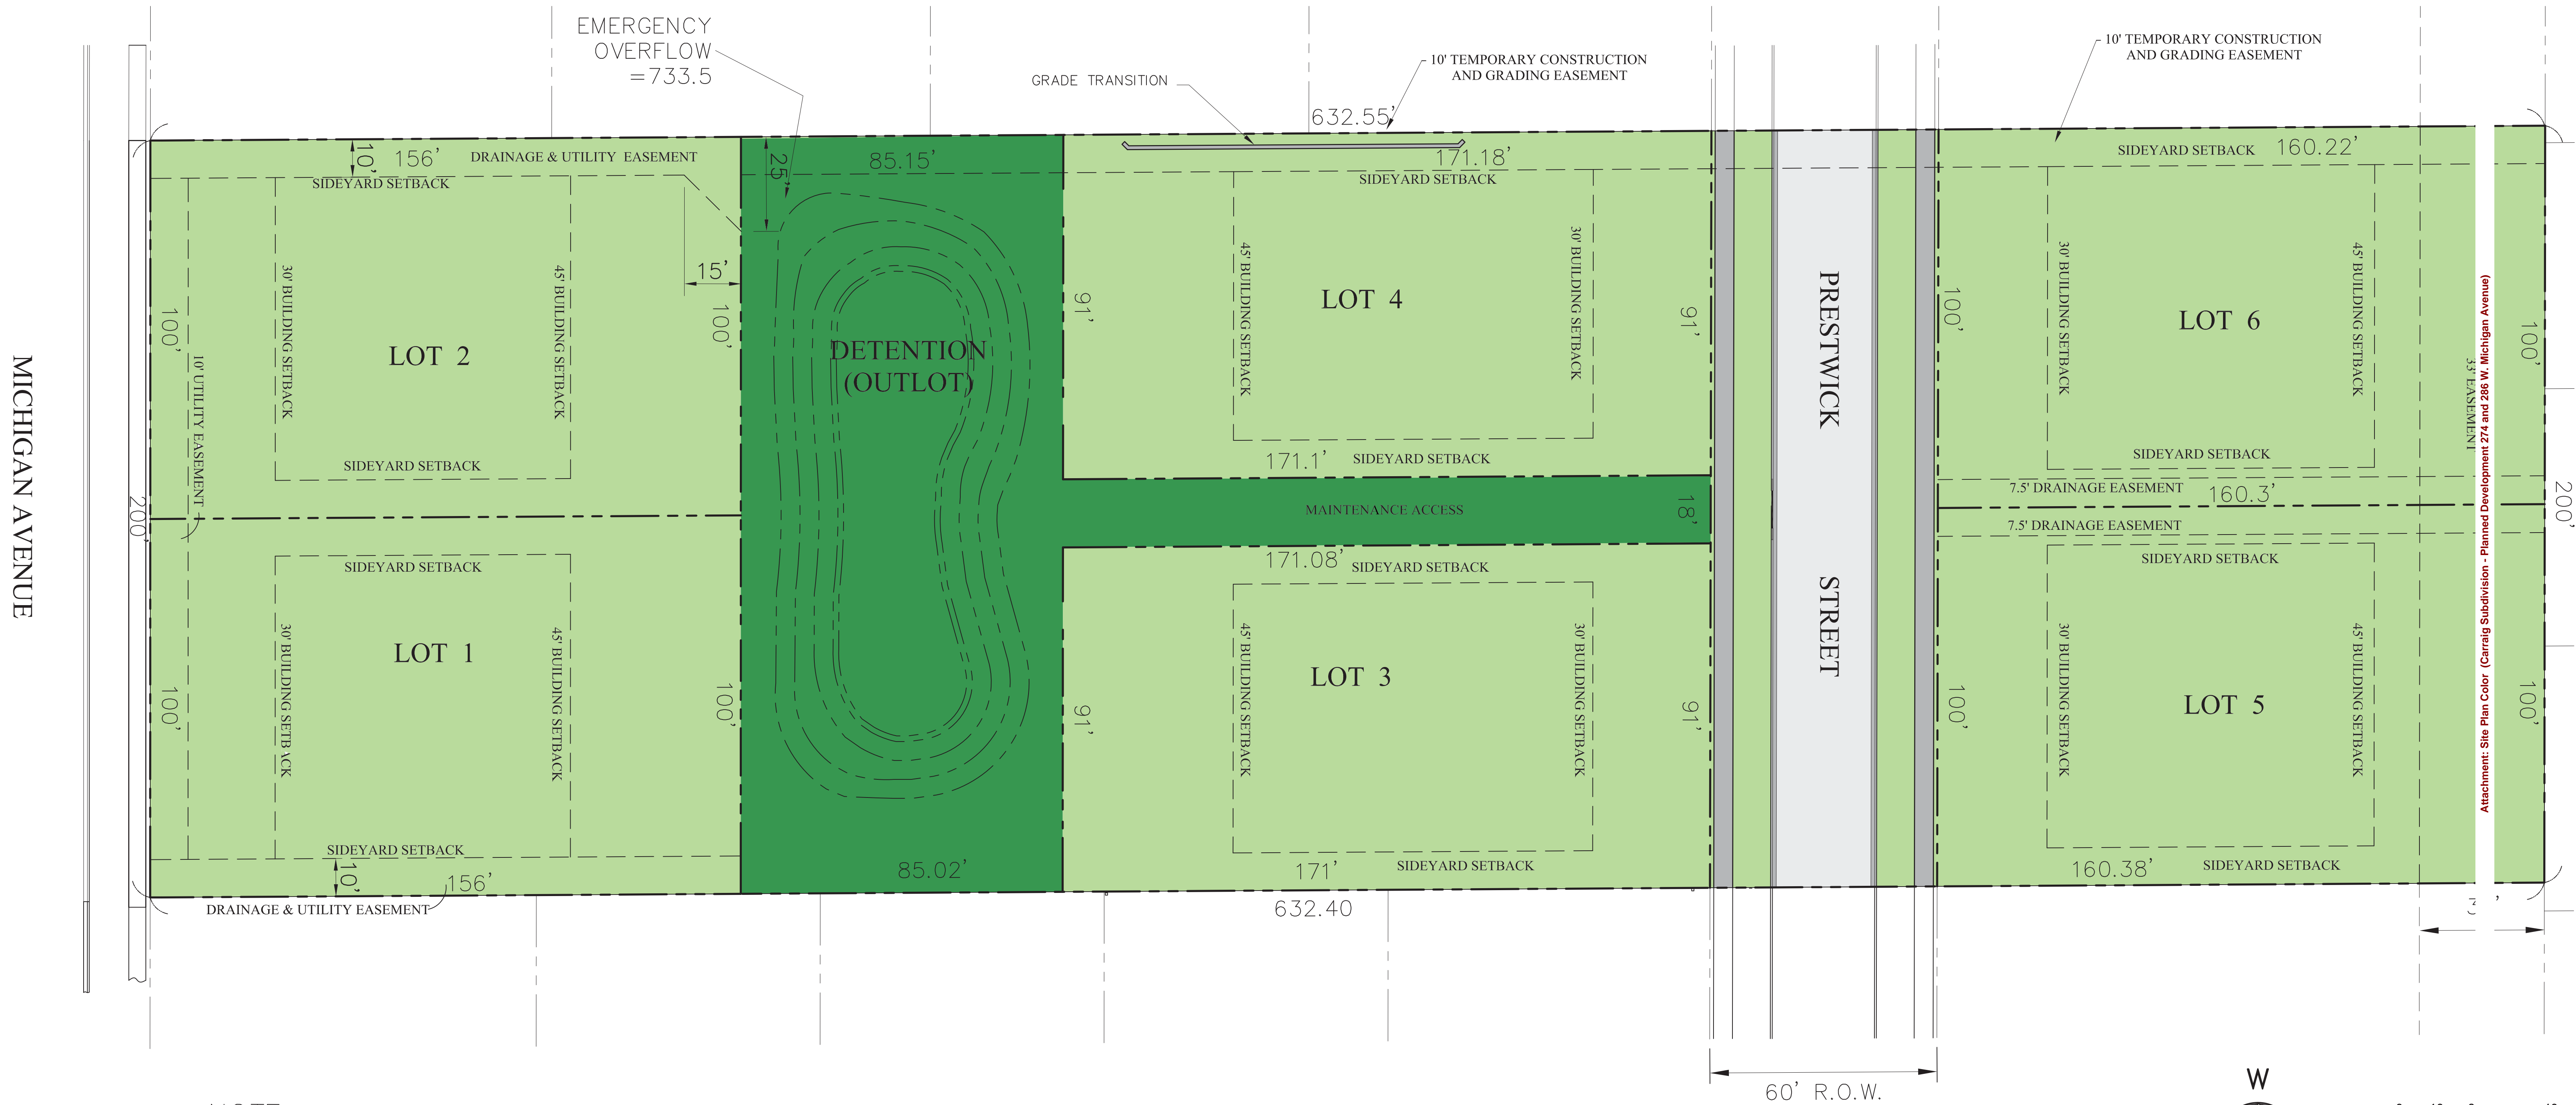 EMERGENCY
OVERFLOW
=733.5
GRADE TRANSITION
10' TEMPORARY CONSTRUCTION
AND GRADING EASEMENT
10' TEMPORARY CONSTRUCTION
AND GRADING EASEMENT
632.55'
MICHIGAN AVENUE
200'
10'
156'
DRAINAGE & UTILITY EASEMENT
SIDEYARD SETBACK
100'
10' UTILITY EASEMENT
30' BUILDING SETBACK
45' BUILDING SETBACK
LOT 2
15'
100'
SIDEYARD SETBACK
SIDEYARD SETBACK
100'
30' BUILDING SETBACK
45' BUILDING SETBACK
LOT 1
100'
SIDEYARD SETBACK
10'
156'
DRAINAGE & UTILITY EASEMENT
25'
85.15'
DETENTION
(OUTLOT)
85.02'
171.18'
SIDEYARD SETBACK
91'
45' BUILDING SETBACK
LOT 4
30' BUILDING SETBACK
91'
171.1'
SIDEYARD SETBACK
MAINTENANCE ACCESS
18'
171.08'
SIDEYARD SETBACK
91'
45' BUILDING SETBACK
LOT 3
30' BUILDING SETBACK
91'
171'
SIDEYARD SETBACK
632.40
PRESTWICK STREET
60' R.O.W.
SIDEYARD SETBACK
160.22'
100'
30' BUILDING SETBACK
LOT 6
45' BUILDING SETBACK
33' EASEMENT
100'
SIDEYARD SETBACK
7.5' DRAINAGE EASEMENT
160.3'
7.5' DRAINAGE EASEMENT
SIDEYARD SETBACK
100'
30' BUILDING SETBACK
LOT 5
45' BUILDING SETBACK
100'
160.38'
SIDEYARD SETBACK
200'
Attachment: Site Plan Color (Carraig Subdivision - Planned Development 274 and 286 W. Michigan Avenue)
W